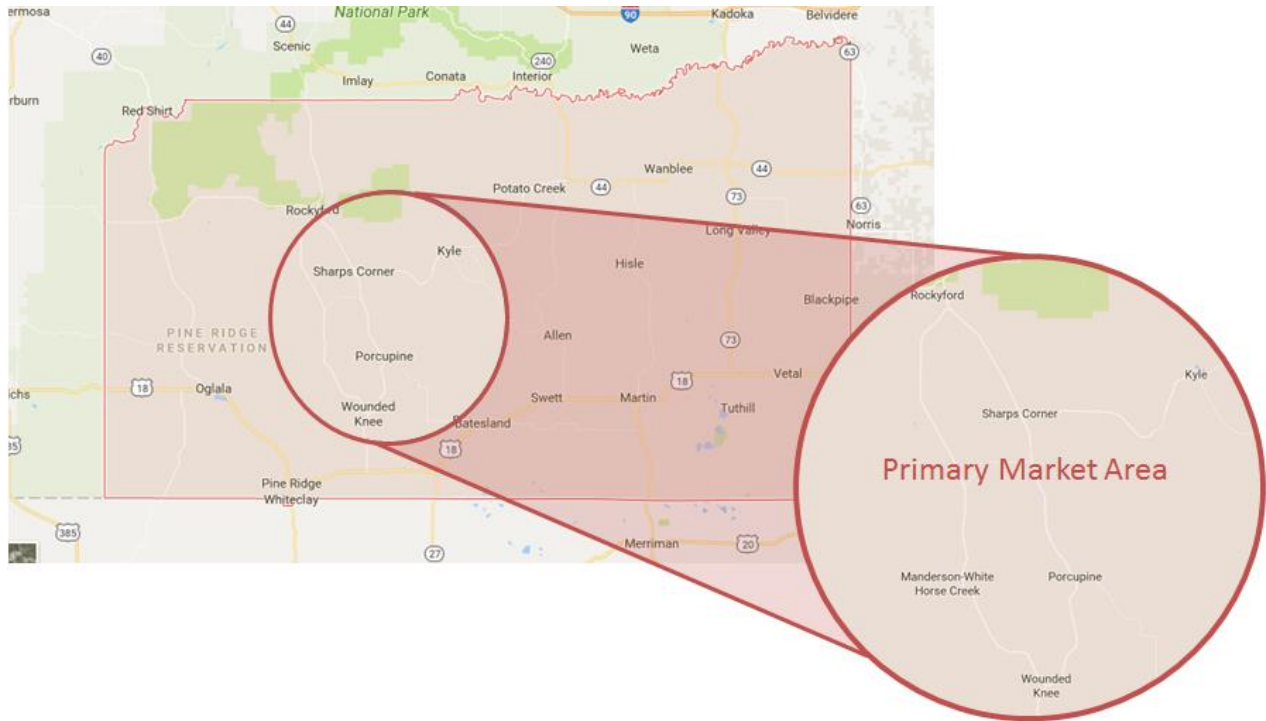 ermosa
National Park
90
Kadoka
Belvidere
44
Scenic
Weta
63
40
240
Imlay
Conata
Interior
rburn
Red Shirt
Wanblee
44
Potato Creek
44
73
63
Rockyford
Norris
Long Valley
Kyle
Hisle
Sharps Corner
Blackpipe
Rockyford
PINE RIDGE
RESERVATION
Allen
73
Porcupine
Kyle
18
Vetal
18
Oglala
chs
Swett
Martin
Tuthill
Wounded
Knee
Batesland
Sharps Corner
85
18
Primary Market Area
Pine Ridge
Whiteclay
385
27
Merriman
20
Manderson-White
Horse Creek
Porcupine
Wounded
Knee